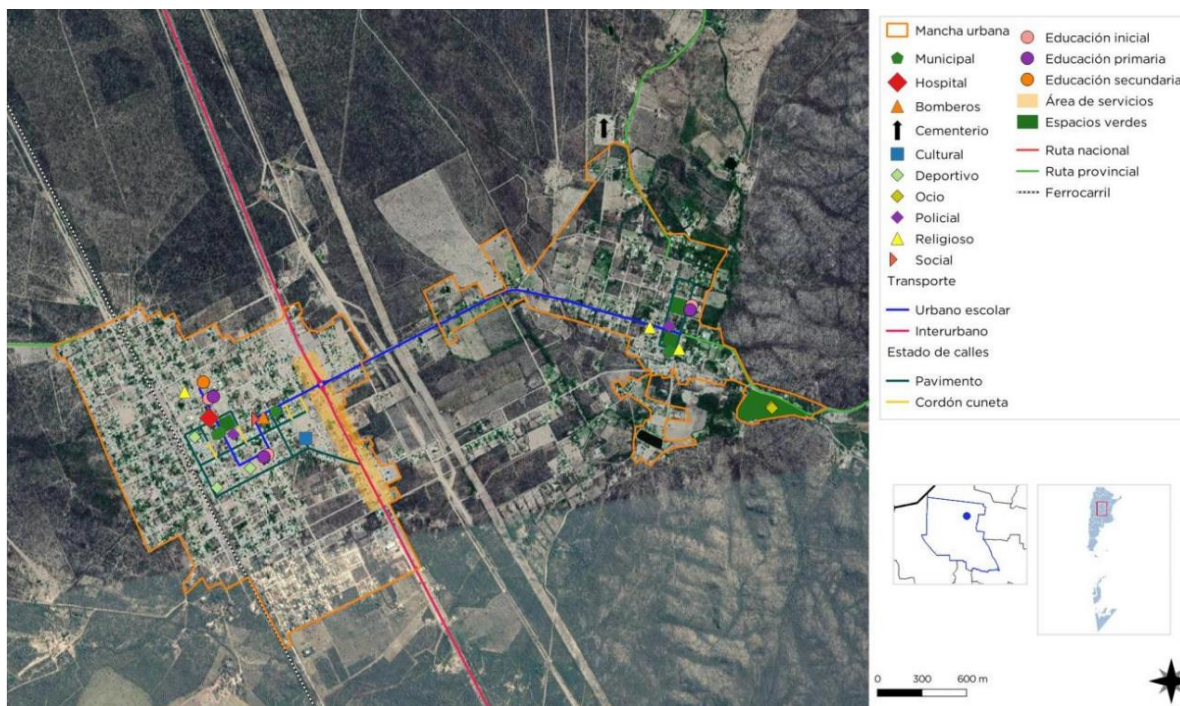 Mancha urbana
Municipal
Hospital
Bomberos
Cementerio
Cultural
Deportivo
Ocio
Policial
Religioso
Social
Transporte
Urbano escolar
Interurbano
Estado de calles
Pavimento
Cordón cuneta
Educación inicial
Educación primaria
Educación secundaria
Área de servicios
Espacios verdes
Ruta nacional
Ruta provincial
Ferrocarril
0 300 600 m